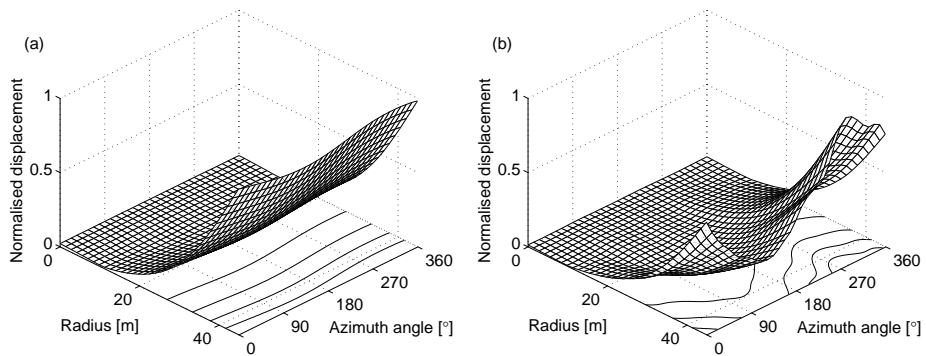 (a)
Normalised displacement
1
0.5
0
0
20
40
Radius [m]
0
90
180
270
360
Azimuth angle [°]
(b)
Normalised displacement
1
0.5
0
0
20
40
Radius [m]
0
90
180
270
360
Azimuth angle [°]